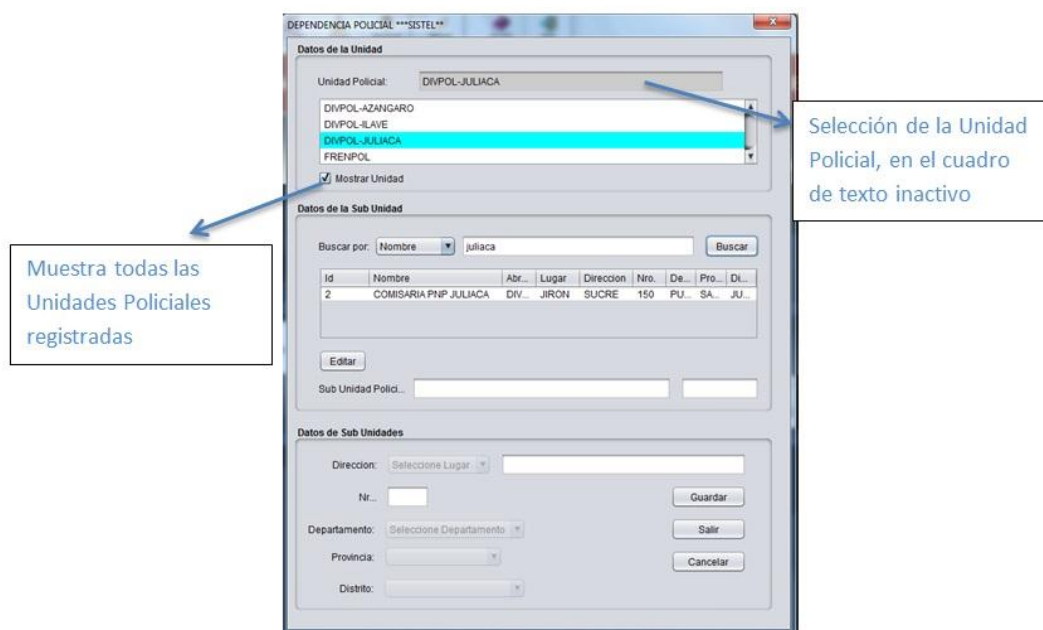 DEPENDENCIA POLICIAL ***SISTEL**
Datos de la Unidad
Unidad Policial: DIVPOL-JULIACA
DIVPOL-AZANGARO
DIVPOL-ILAVE
DIVPOL-JULIACA
FRENPOL
Mostrar Unidad
Selección de la Unidad
Policial, en el cuadro
de texto inactivo
Muestra todas las
Unidades Policiales
registradas
Datos de la Sub Unidad
Buscar por: Nombre juliaca Buscar
Id Nombre Abr... Lugar Direccion Nro. De... Pro... Di...
2 COMISARIA PNP JULIACA DIV... JIRON SUCRE 150 PU... SA... JU...
Editar
Sub Unidad Polici...
Datos de Sub Unidades
Direccion: Seleccione Lugar
Nr...
Guardar
Departamento: Seleccione Departamento
Salir
Provincia:
Cancelar
Distrito: